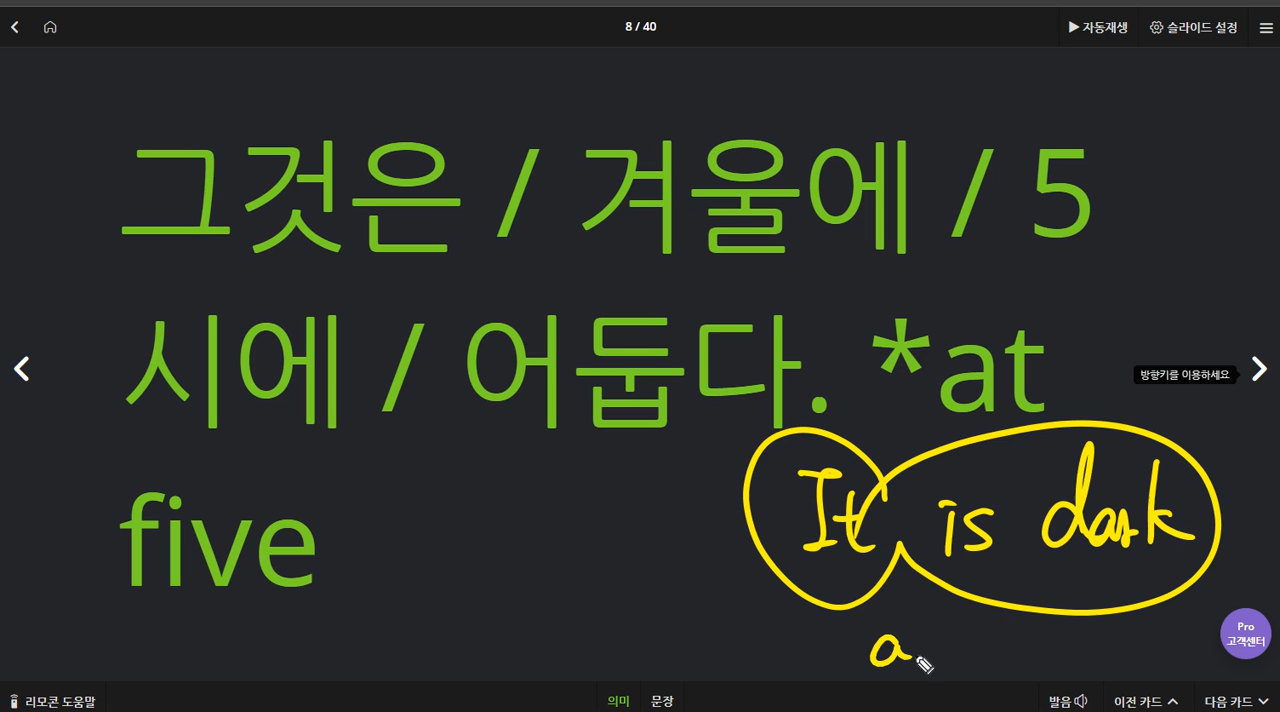 8 / 40
▶ 자동재생
슬라이드 설정
그것은 / 겨울에 / 5
시에 / 어둡다. *at
five
방향키를 이용하세요
It is dark
a
Pro
고객센터
리모콘 도움말
의미
문장
발음
이전 카드
다음 카드